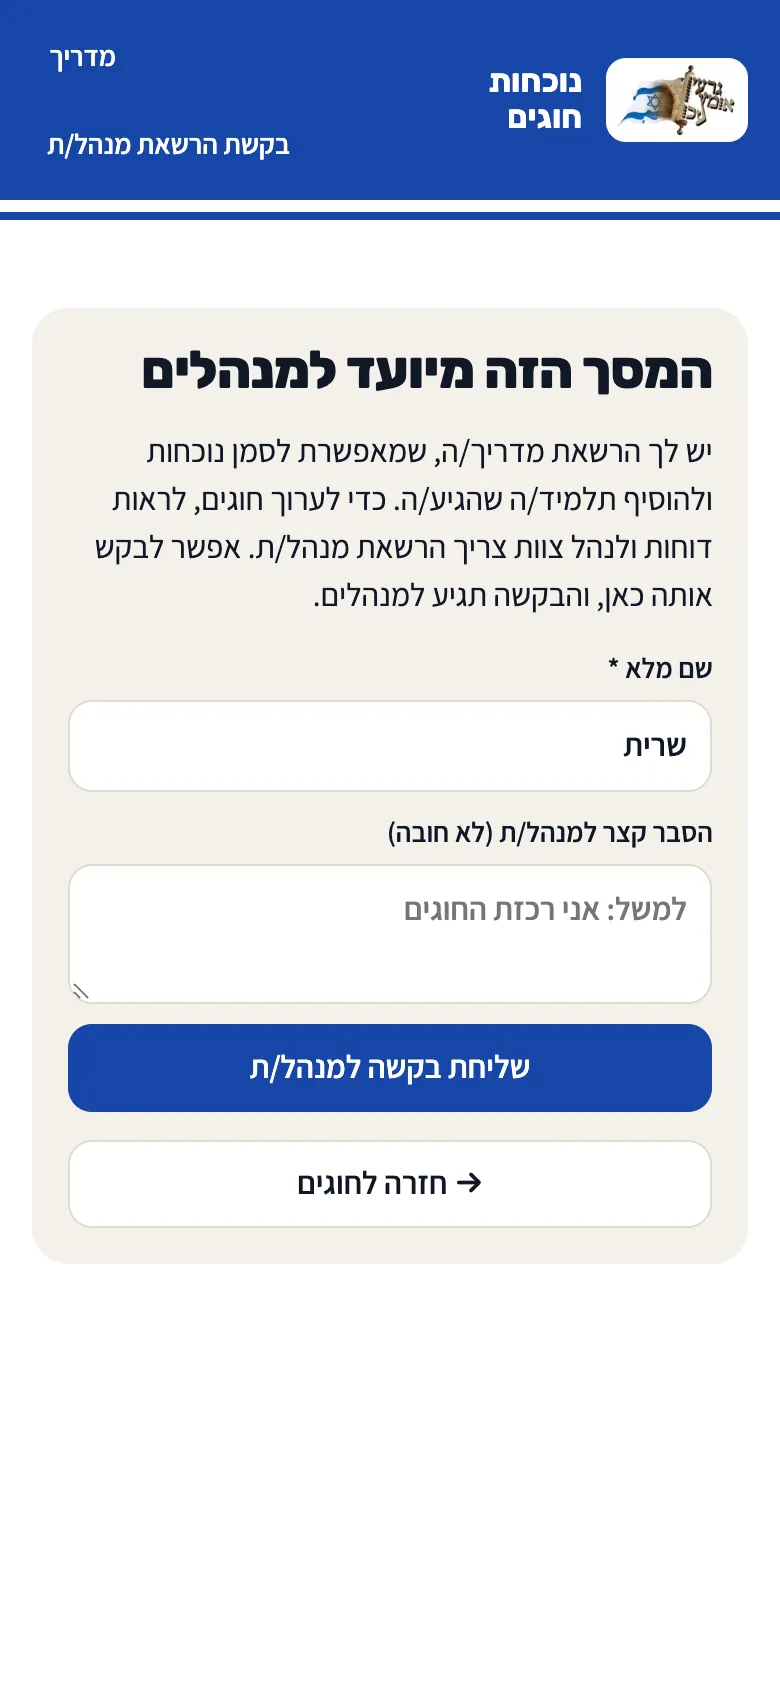 גרעין
אומץ
נוכחות
חוגים
מדריך
בקשת הרשאת מנהל/ת
המסך הזה מיועד למנהלים
יש לך הרשאת מדריך/ה, שמאפשרת לסמן נוכחות
ולהוסיף תלמיד/ה שהגיע/ה. כדי לערוך חוגים, לראות
דוחות ולנהל צוות צריך הרשאת מנהל/ת. אפשר לבקש
אותה כאן, והבקשה תגיע למנהלים.
שם מלא *
שרית
הסבר קצר למנהל/ת (לא חובה)
למשל: אני רכזת החוגים
שליחת בקשה למנהל/ת
→ חזרה לחוגים